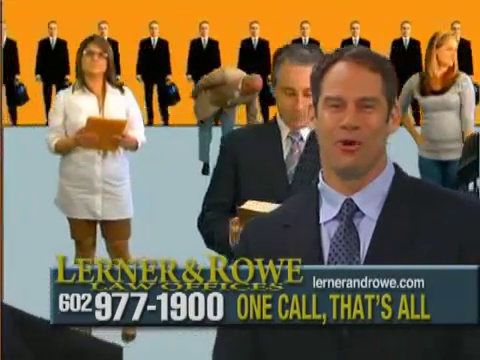 LERNER & ROWE
LAW OFFICES
lernerandrowe.com
602 977-1900 ONE CALL, THAT'S ALL